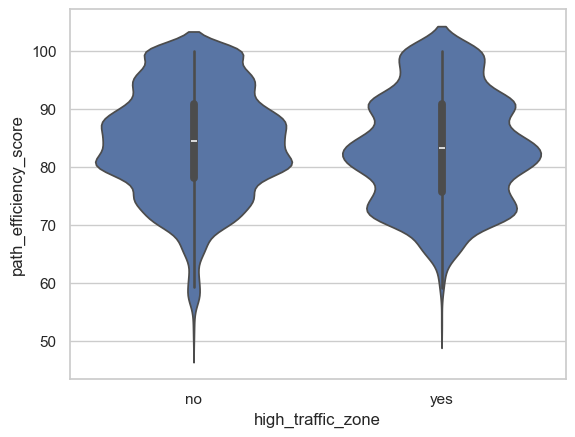 path_efficiency_score
100
90
80
70
60
50
no yes
high_traffic_zone